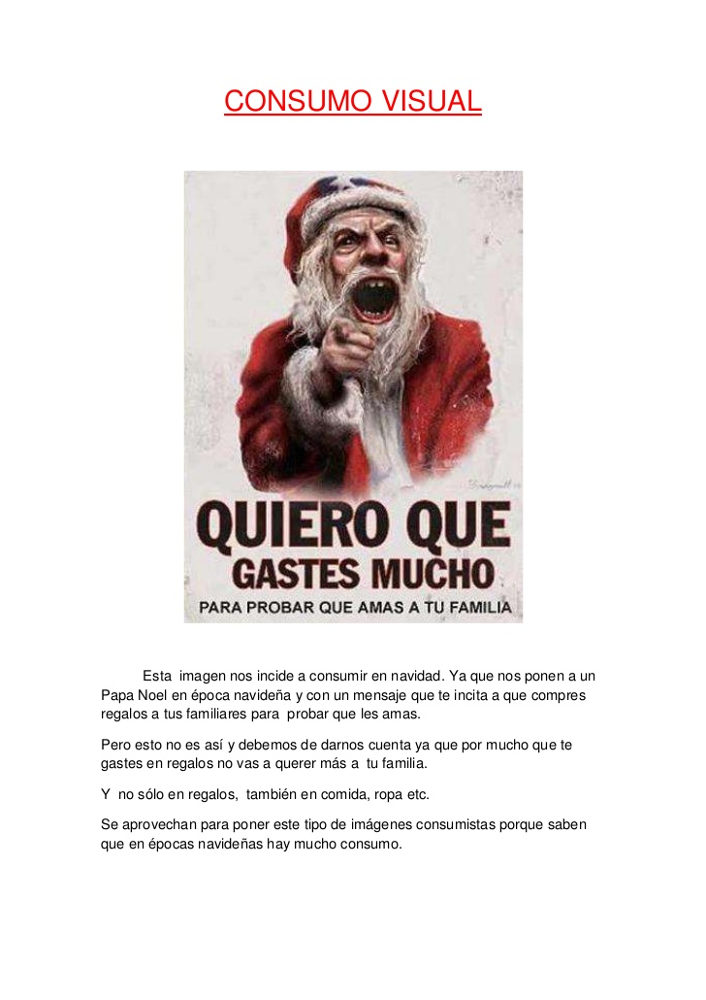 CONSUMO VISUAL
QUIERO QUE
GASTES MUCHO
PARA PROBAR QUE AMAS A TU FAMILIA
Esta imagen nos incide a consumir en navidad. Ya que nos ponen a un
Papa Noel en época navideña y con un mensaje que te incita a que compres
regalos a tus familiares para probar que les amas.
Pero esto no es así y debemos de darnos cuenta ya que por mucho que te
gastes en regalos no vas a querer más a tu familia.
Y no sólo en regalos, también en comida, ropa etc.
Se aprovechan para poner este tipo de imágenes consumistas porque saben
que en épocas navideñas hay mucho consumo.